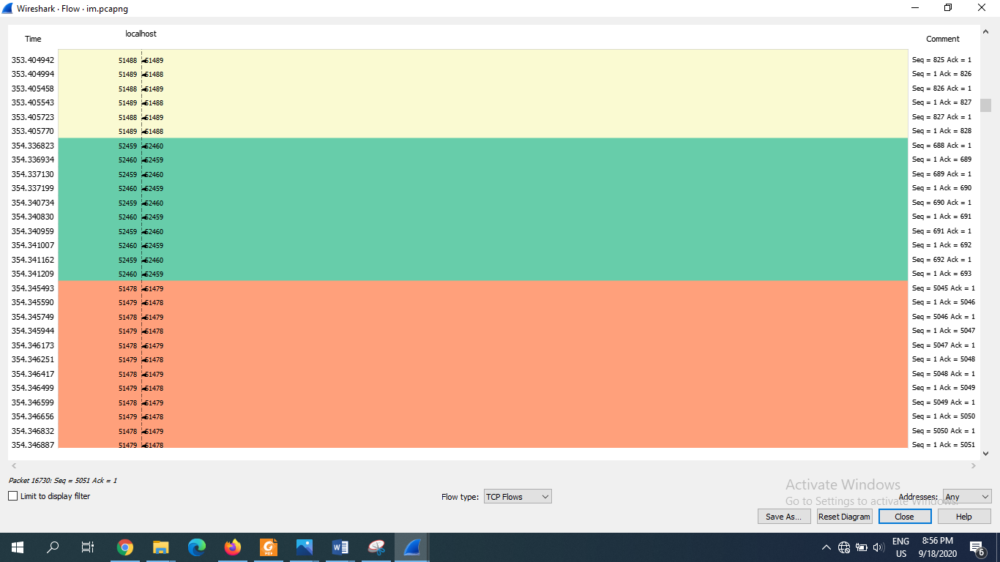 Wireshark · Flow · im.pcapng
Time localhost Comment
353.404942 51488 51489 Seq = 825 Ack = 1
353.404994 51489 51488 Seq = 1 Ack = 826
353.405458 51488 51489 Seq = 826 Ack = 1
353.405543 51489 51488 Seq = 1 Ack = 827
353.405723 51488 51489 Seq = 827 Ack = 1
353.405770 51489 51488 Seq = 1 Ack = 828
354.336823 52459 52460 Seq = 688 Ack = 1
354.336934 52460 52459 Seq = 1 Ack = 689
354.337130 52459 52460 Seq = 689 Ack = 1
354.337199 52460 52459 Seq = 1 Ack = 690
354.340734 52459 52460 Seq = 690 Ack = 1
354.340830 52460 52459 Seq = 1 Ack = 691
354.340959 52459 52460 Seq = 691 Ack = 1
354.341007 52460 52459 Seq = 1 Ack = 692
354.341162 52459 52460 Seq = 692 Ack = 1
354.341209 52460 52459 Seq = 1 Ack = 693
354.345493 51478 51479 Seq = 5045 Ack = 1
354.345590 51479 51478 Seq = 1 Ack = 5046
354.345749 51478 51479 Seq = 5046 Ack = 1
354.345944 51479 51478 Seq = 1 Ack = 5047
354.346173 51478 51479 Seq = 5047 Ack = 1
354.346251 51479 51478 Seq = 1 Ack = 5048
354.346417 51478 51479 Seq = 5048 Ack = 1
354.346499 51479 51478 Seq = 1 Ack = 5049
354.346599 51478 51479 Seq = 5049 Ack = 1
354.346656 51479 51478 Seq = 1 Ack = 5050
354.346832 51478 51479 Seq = 5050 Ack = 1
354.346887 51479 51478 Seq = 1 Ack = 5051
Packet 16730: Seq = 5051 Ack = 1
Activate Windows
Limit to display filter Flow type: TCP Flows Addresses: Any
Go to Settings to activate Windows.
Save As... Reset Diagram Close Help
PDF W ENG 8:56 PM
US 9/18/2020 6